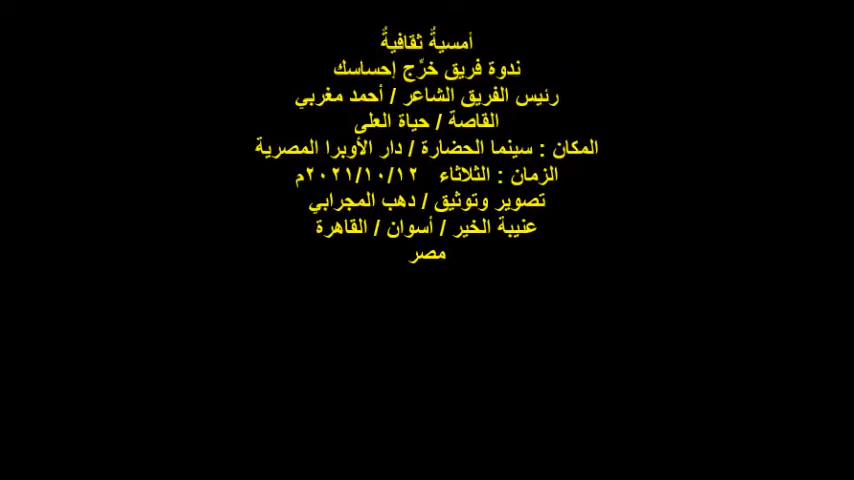 أمسيةٌ ثقافيةٌ
ندوة فريق خرَّج إحساسك
رئيس الفريق الشاعر / أحمد مغربي
القاصة / حياة العلى
المكان : سينما الحضارة / دار الأوبرا المصرية
الزمان : الثلاثاء ٢٠٢١/١٠/١٢م
تصوير وتوثيق / دهب المجرابي
عنيبة الخير / أسوان / القاهرة
مصر